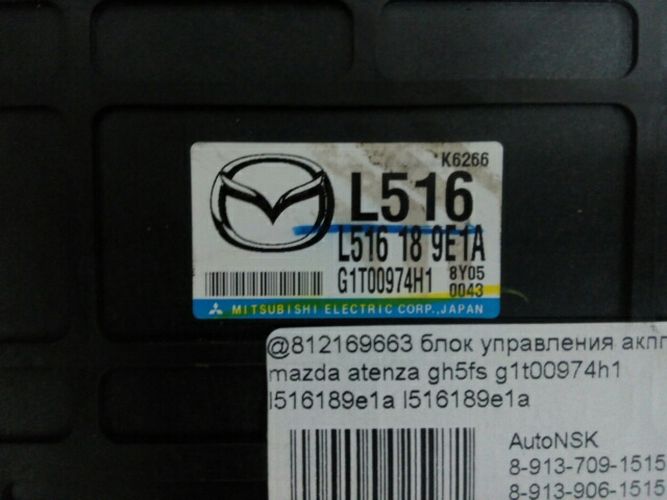 K6266
L516
L516 18 9E1A
G1T00974H1 8Y05
0043
MITSUBISHI ELECTRIC CORP., JAPAN
@812169663 блок управления акпп
mazda atenza gh5fs g1t00974h1
l516189e1a l516189e1a
AutoNSK
8-913-709-1515
8-913-906-1515